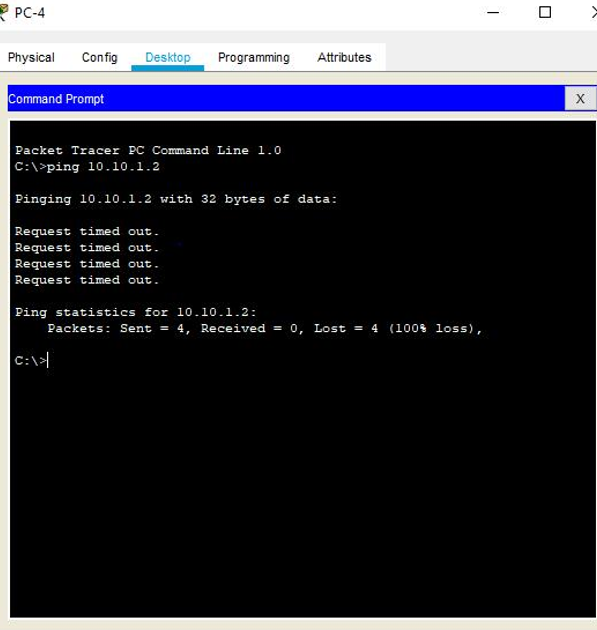 PC-4
Physical Config Desktop Programming Attributes
Command Prompt
X
Packet Tracer PC Command Line 1.0
C:\>ping 10.10.1.2
Pinging 10.10.1.2 with 32 bytes of data:
Request timed out.
Request timed out.
Request timed out.
Request timed out.
Ping statistics for 10.10.1.2:
Packets: Sent = 4, Received = 0, Lost = 4 (100% loss),
C:\>